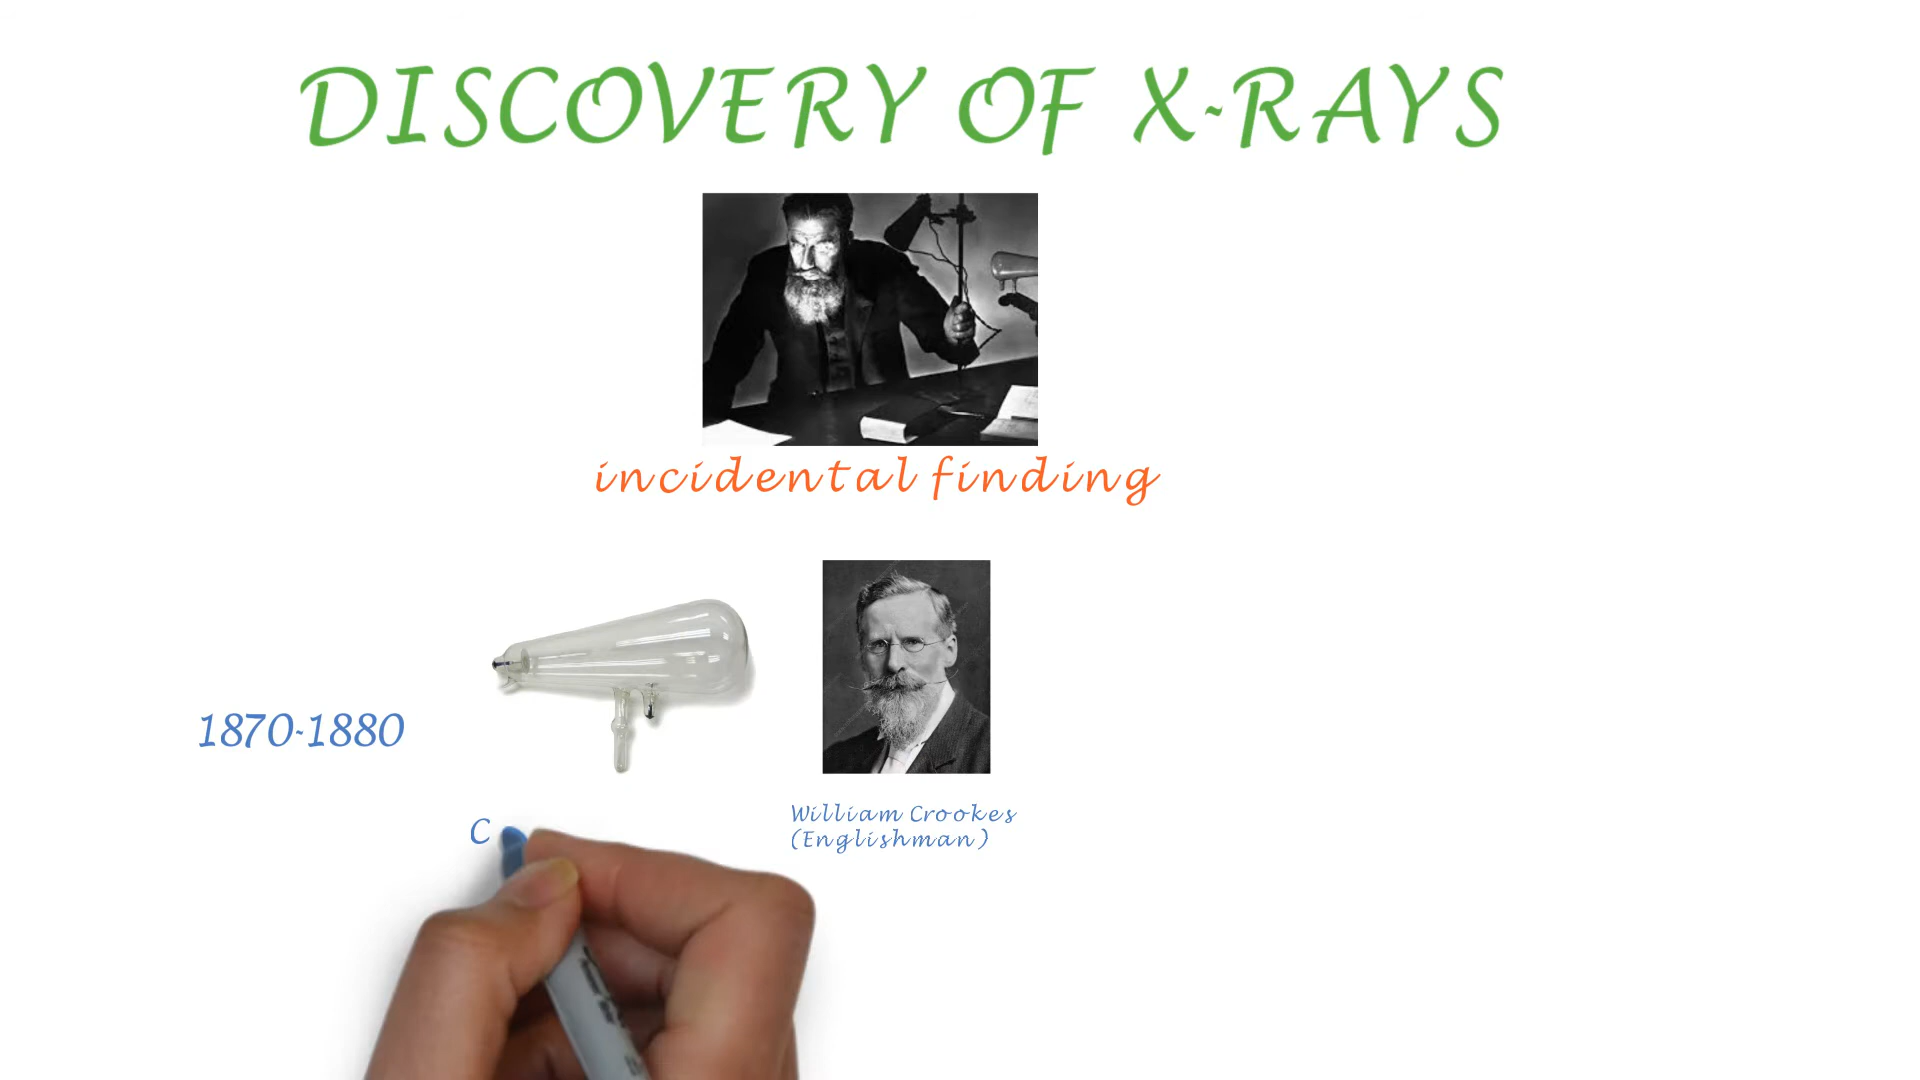 DISCOVERY OF X-RAYS
incidental finding
1870-1880
William Crookes
(Englishman)
C